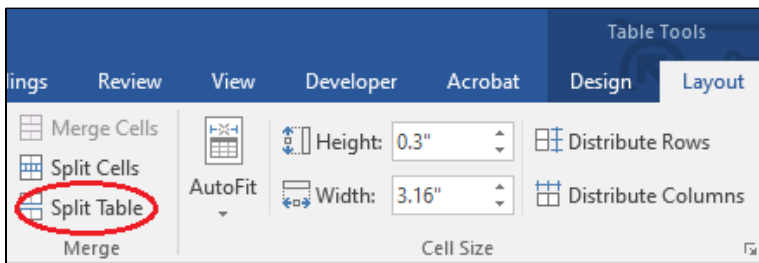 Table Tools
lings Review View Developer Acrobat Design Layout
Merge Cells
Split Cells
Split Table
Merge
AutoFit
Height: 0.3"
Width: 3.16"
Distribute Rows
Distribute Columns
Cell Size